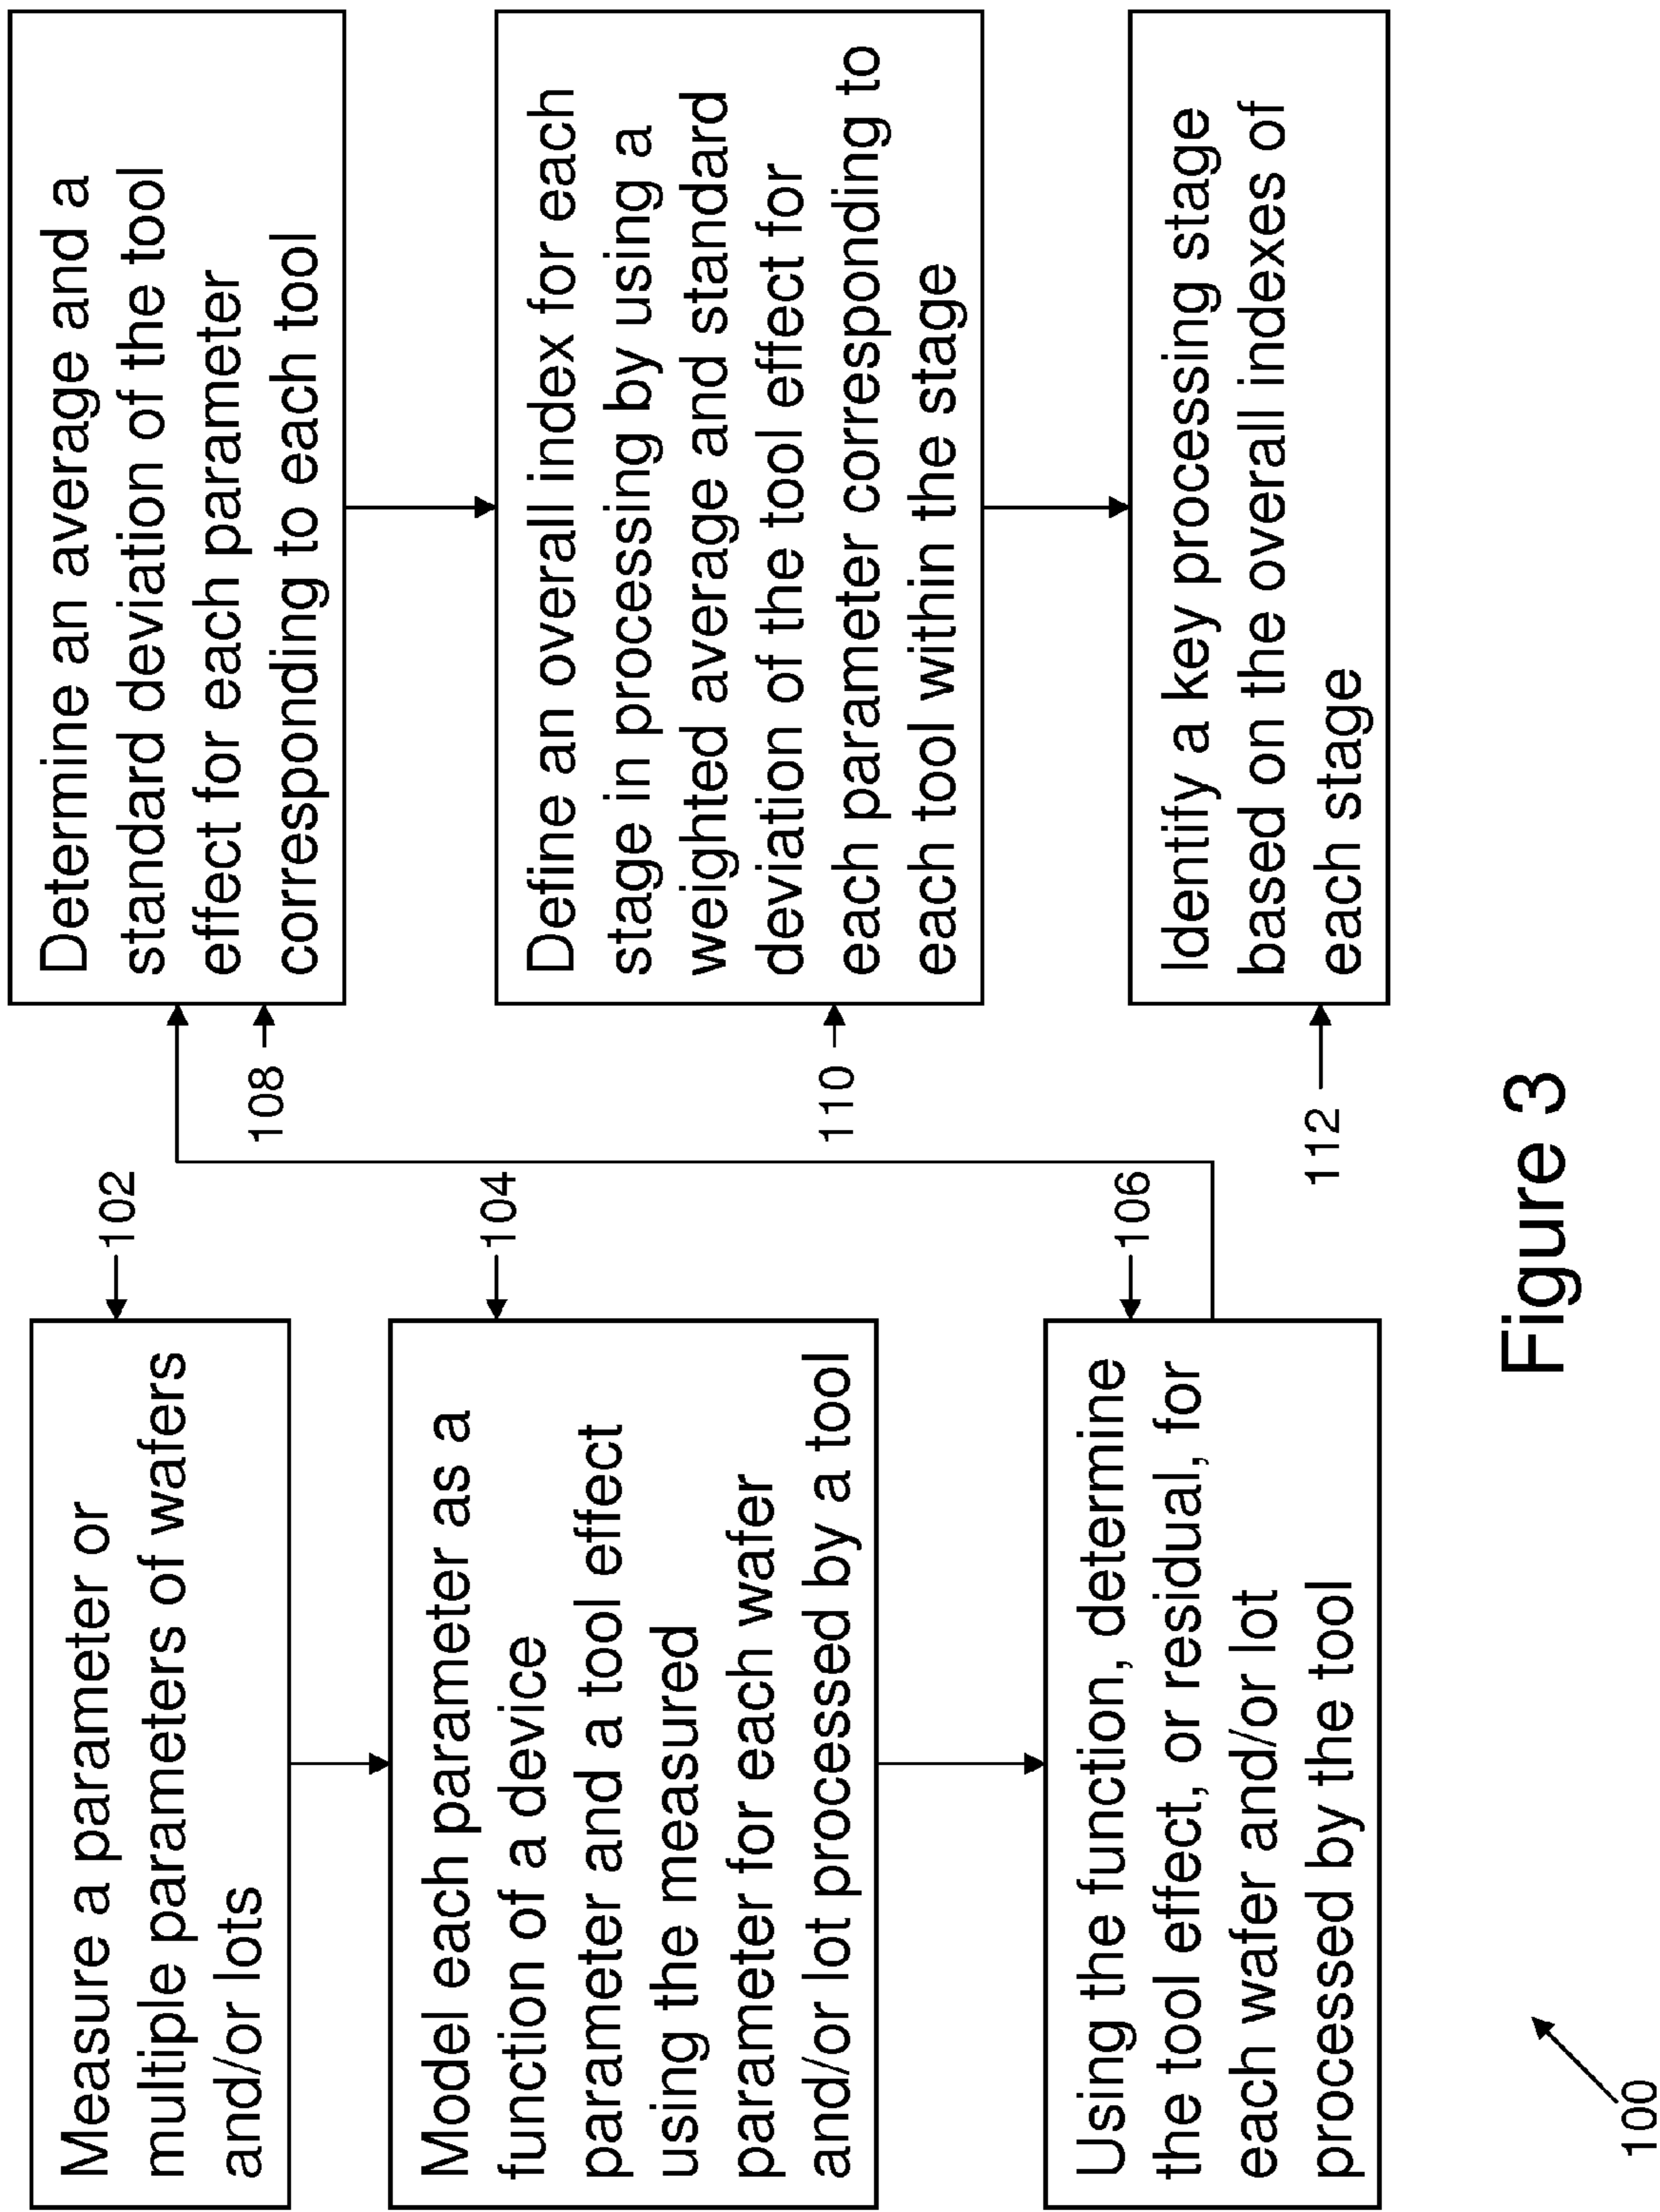 Measure a parameter or
multiple parameters of wafers
and/or lots
102
Model each parameter as a
function of a device
parameter and a tool effect
using the measured
parameter for each wafer
and/or lot processed by a tool
104
Using the function, determine
the tool effect, or residual, for
each wafer and/or lot
processed by the tool
106
Determine an average and a
standard deviation of the tool
effect for each parameter
corresponding to each tool
108
Define an overall index for each
stage in processing by using a
weighted average and standard
deviation of the tool effect for
each parameter corresponding to
each tool within the stage
110
Identify a key processing stage
based on the overall indexes of
each stage
112
100
Figure 3